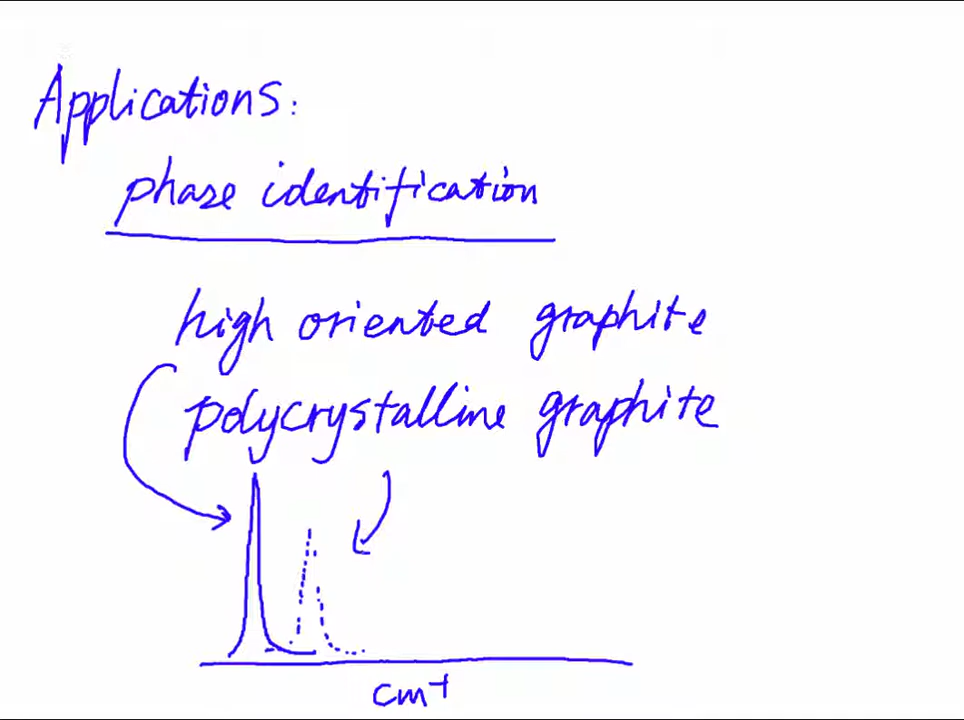 Applications:
phase identification
high oriented graphite
polycrystalline graphite
cm⁻¹